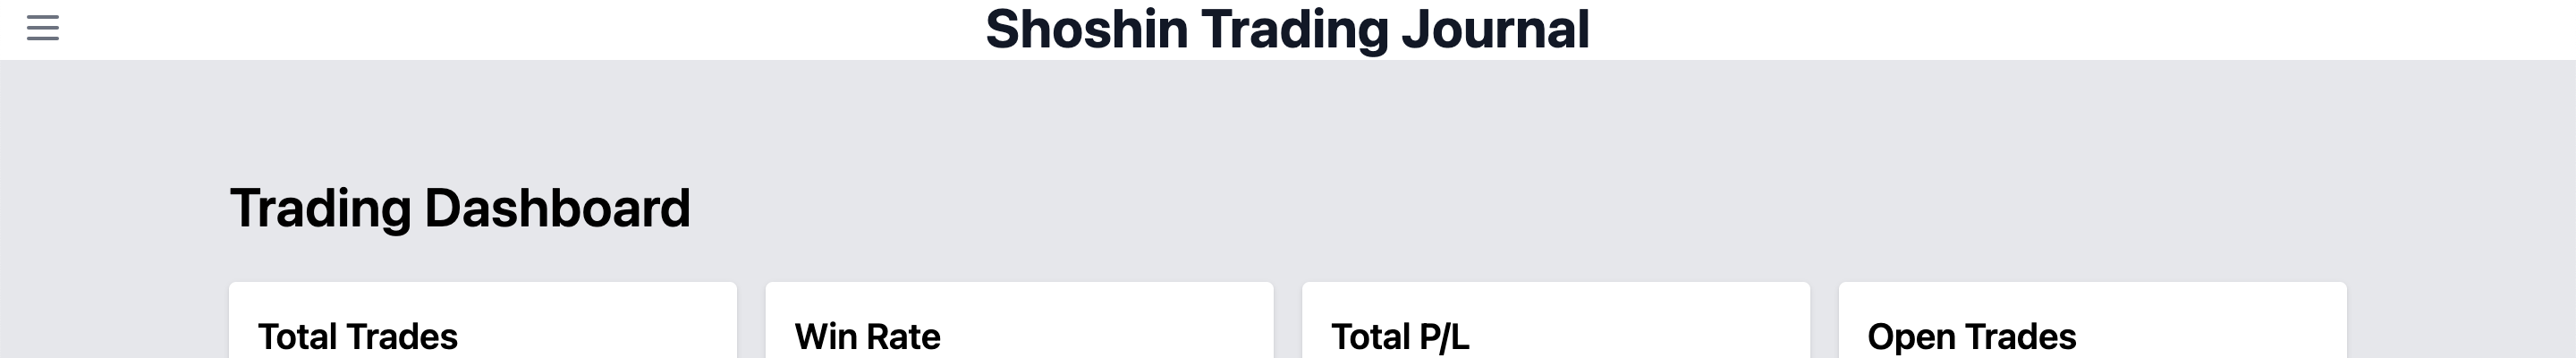 Shoshin Trading Journal
Trading Dashboard
Total Trades
Win Rate
Total P/L
Open Trades